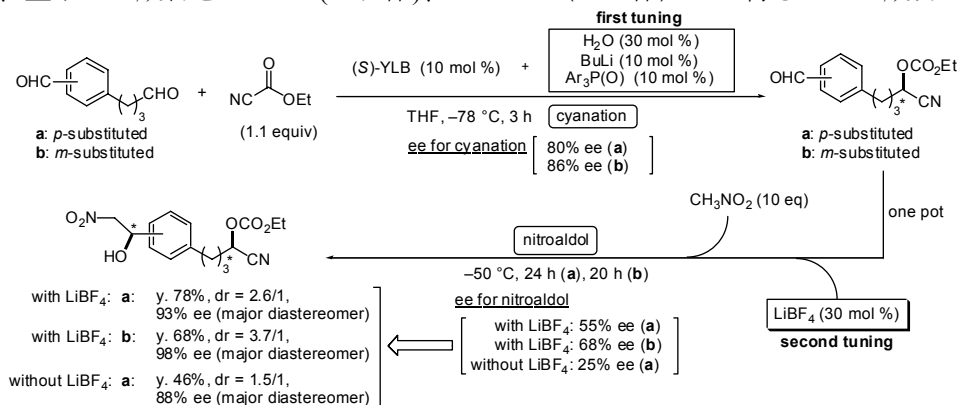 first tuning
H₂O (30 mol %)
BuLi (10 mol %)
Ar₃P(O) (10 mol %)
(S)-YLB (10 mol %) +
OHC
CHO
3
a: p-substituted
b: m-substituted
+
O
NC
OEt
(1.1 equiv)
THF, –78 °C, 3 h
cyanation
ee for cyanation
80% ee (a)
86% ee (b)
OHC
OCO₂Et
3
*
CN
a: p-substituted
b: m-substituted
CH₃NO₂ (10 eq)
one pot
nitroaldol
–50 °C, 24 h (a), 20 h (b)
LiBF₄ (30 mol %)
second tuning
ee for nitroaldol
with LiBF₄: 55% ee (a)
with LiBF₄: 68% ee (b)
without LiBF₄: 25% ee (a)
O₂N
*
HO
OCO₂Et
3
*
CN
with LiBF₄: a: y. 78%, dr = 2.6/1,
93% ee (major diastereomer)
with LiBF₄: b: y. 68%, dr = 3.7/1,
98% ee (major diastereomer)
without LiBF₄: a: y. 46%, dr = 1.5/1,
88% ee (major diastereomer)